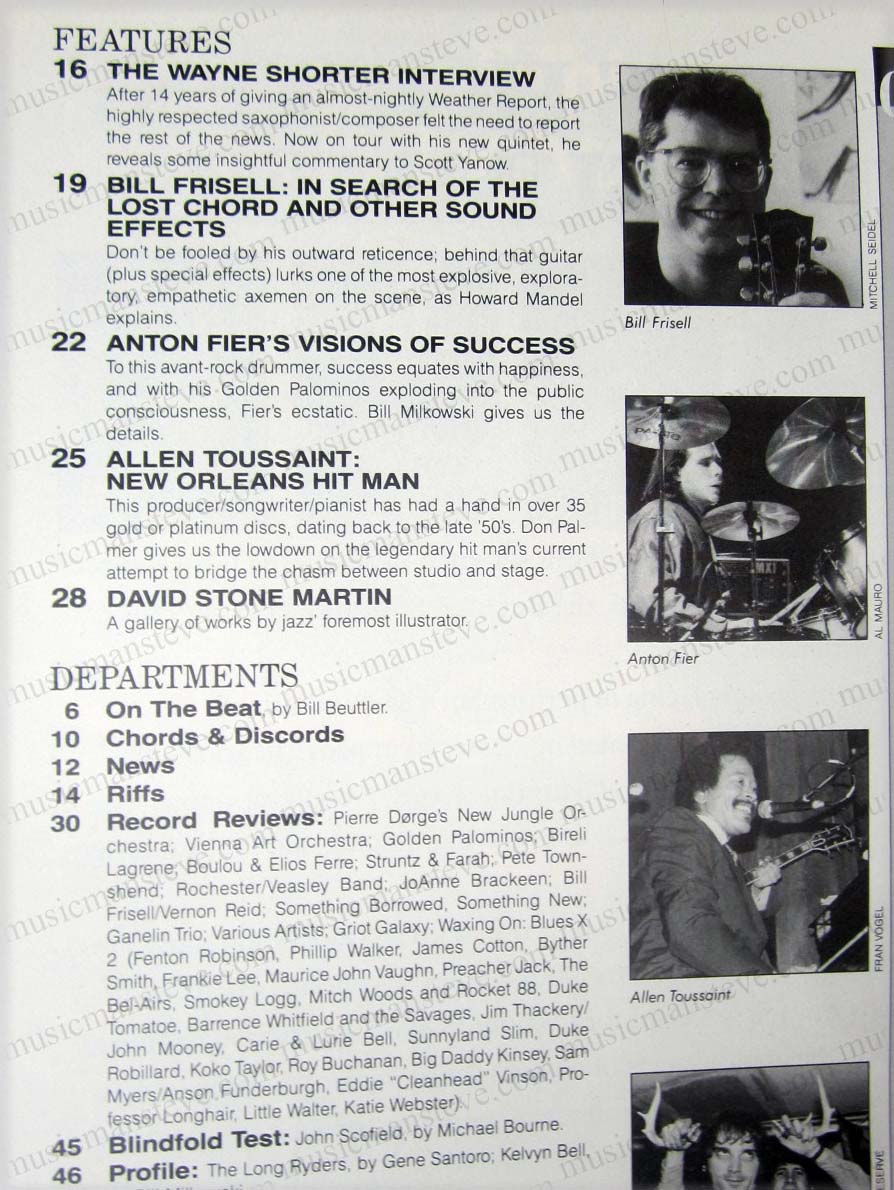 FEATURES
16 THE WAYNE SHORTER INTERVIEW
After 14 years of giving an almost-nightly Weather Report, the
highly respected saxophonist/composer felt the need to report
the rest of the news. Now on tour with his new quintet, he
reveals some insightful commentary to Scott Yanow.
19 BILL FRISELL: IN SEARCH OF THE
LOST CHORD AND OTHER SOUND
EFFECTS
Don't be fooled by his outward reticence; behind that guitar
(plus special effects) lurks one of the most explosive, explora-
tory, empathetic axemen on the scene, as Howard Mandel
explains.
22 ANTON FIER'S VISIONS OF SUCCESS
To this avant-rock drummer, success equates with happiness,
and with his Golden Palominos exploding into the public
consciousness, Fier's ecstatic. Bill Milkowski gives us the
details.
25 ALLEN TOUSSAINT:
NEW ORLEANS HIT MAN
This producer/songwriter/pianist has had a hand in over 35
gold or platinum discs, dating back to the late '50's. Don Pal-
mer gives us the lowdown on the legendary hit man's current
attempt to bridge the chasm between studio and stage.
28 DAVID STONE MARTIN
A gallery of works by jazz' foremost illustrator.
DEPARTMENTS
6 On The Beat, by Bill Beuttler.
10 Chords & Discords
12 News
14 Riffs
30 Record Reviews: Pierre Dørge's New Jungle Or-
chestra; Vienna Art Orchestra; Golden Palominos; Bireli
Lagrene; Boulou & Elios Ferre; Struntz & Farah; Pete Town-
shend; Rochester/Veasley Band; JoAnne Brackeen; Bill
Frisell/Vernon Reid; Something Borrowed, Something New;
Ganelin Trio; Various Artists; Griot Galaxy; Waxing On: Blues X
2 (Fenton Robinson, Phillip Walker, James Cotton, Byther
Smith, Frankie Lee, Maurice John Vaughn, Preacher Jack, The
Bel-Airs, Smokey Logg, Mitch Woods and Rocket 88, Duke
Tomatoe, Barrence Whitfield and the Savages, Jim Thackery/
John Mooney, Carie & Lurie Bell, Sunnyland Slim, Duke
Robillard, Koko Taylor, Roy Buchanan, Big Daddy Kinsey, Sam
Myers/Anson Funderburgh, Eddie "Cleanhead" Vinson, Pro-
fessor Longhair, Little Walter, Katie Webster).
45 Blindfold Test: John Scofield, by Michael Bourne.
46 Profile: The Long Ryders, by Gene Santoro; Kelvyn Bell,
MITCHELL SEIDEL
Bill Frisell
AL MAURO
Anton Fier
FRAN VOGEL
Allen Toussaint
musicmansteve.com